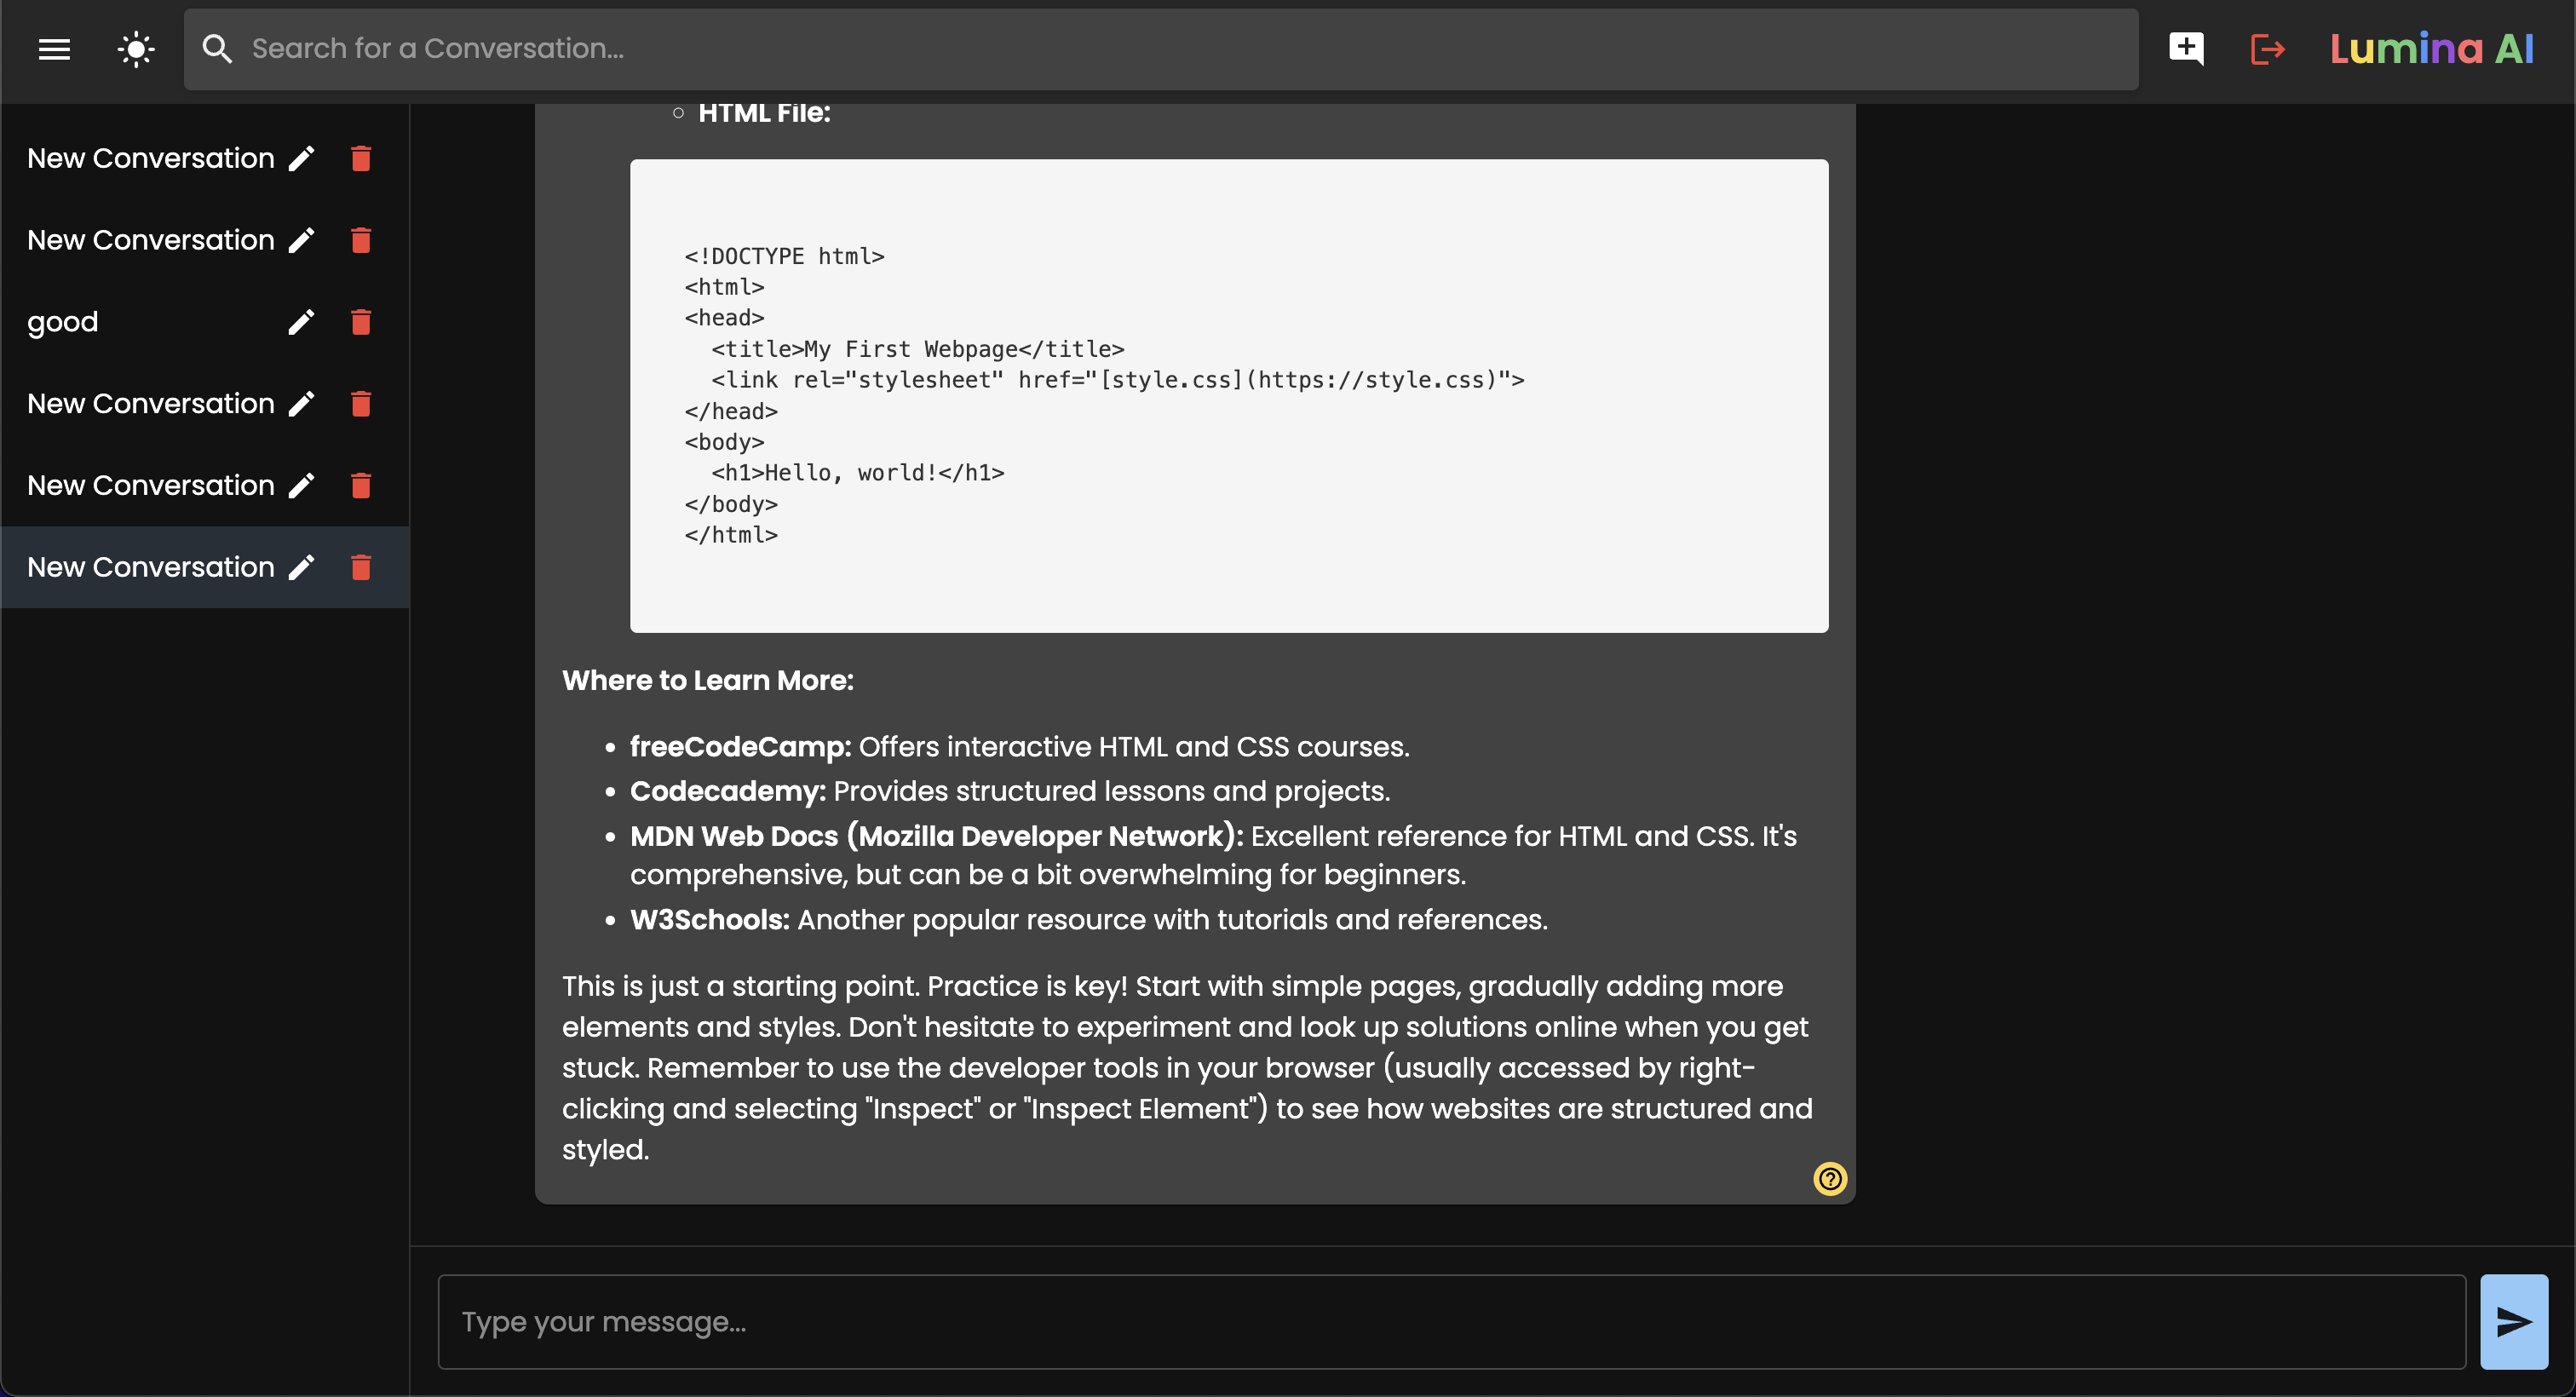 Search for a Conversation...
Lumina AI
New Conversation
New Conversation
good
New Conversation
New Conversation
New Conversation
HTML File:
<!DOCTYPE html>
<html>
<head>
  <title>My First Webpage</title>
  <link rel="stylesheet" href="[style.css](https://style.css)">
</head>
<body>
  <h1>Hello, world!</h1>
</body>
</html>
Where to Learn More:
• freeCodeCamp: Offers interactive HTML and CSS courses.
• Codecademy: Provides structured lessons and projects.
• MDN Web Docs (Mozilla Developer Network): Excellent reference for HTML and CSS. It's
comprehensive, but can be a bit overwhelming for beginners.
• W3Schools: Another popular resource with tutorials and references.
This is just a starting point. Practice is key! Start with simple pages, gradually adding more
elements and styles. Don't hesitate to experiment and look up solutions online when you get
stuck. Remember to use the developer tools in your browser (usually accessed by right-
clicking and selecting "Inspect" or "Inspect Element") to see how websites are structured and
styled.
Type your message...